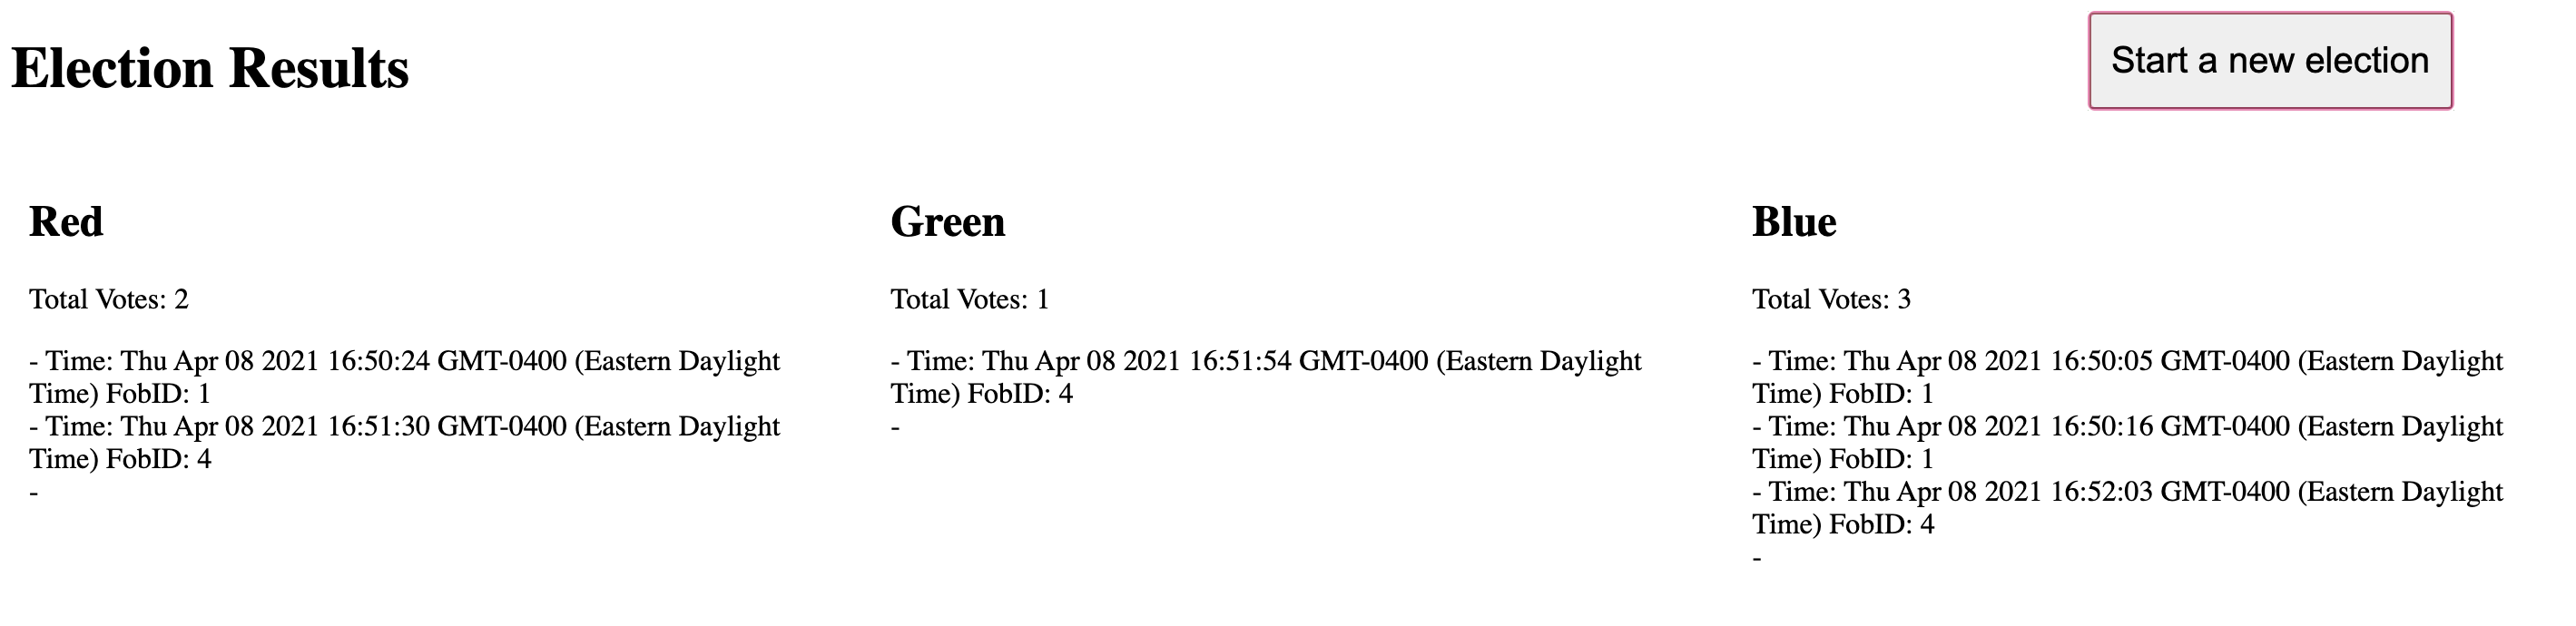 Election Results
Start a new election
Red
Total Votes: 2
- Time: Thu Apr 08 2021 16:50:24 GMT-0400 (Eastern Daylight
Time) FobID: 1
- Time: Thu Apr 08 2021 16:51:30 GMT-0400 (Eastern Daylight
Time) FobID: 4
-
Green
Total Votes: 1
- Time: Thu Apr 08 2021 16:51:54 GMT-0400 (Eastern Daylight
Time) FobID: 4
-
Blue
Total Votes: 3
- Time: Thu Apr 08 2021 16:50:05 GMT-0400 (Eastern Daylight
Time) FobID: 1
- Time: Thu Apr 08 2021 16:50:16 GMT-0400 (Eastern Daylight
Time) FobID: 1
- Time: Thu Apr 08 2021 16:52:03 GMT-0400 (Eastern Daylight
Time) FobID: 4
-